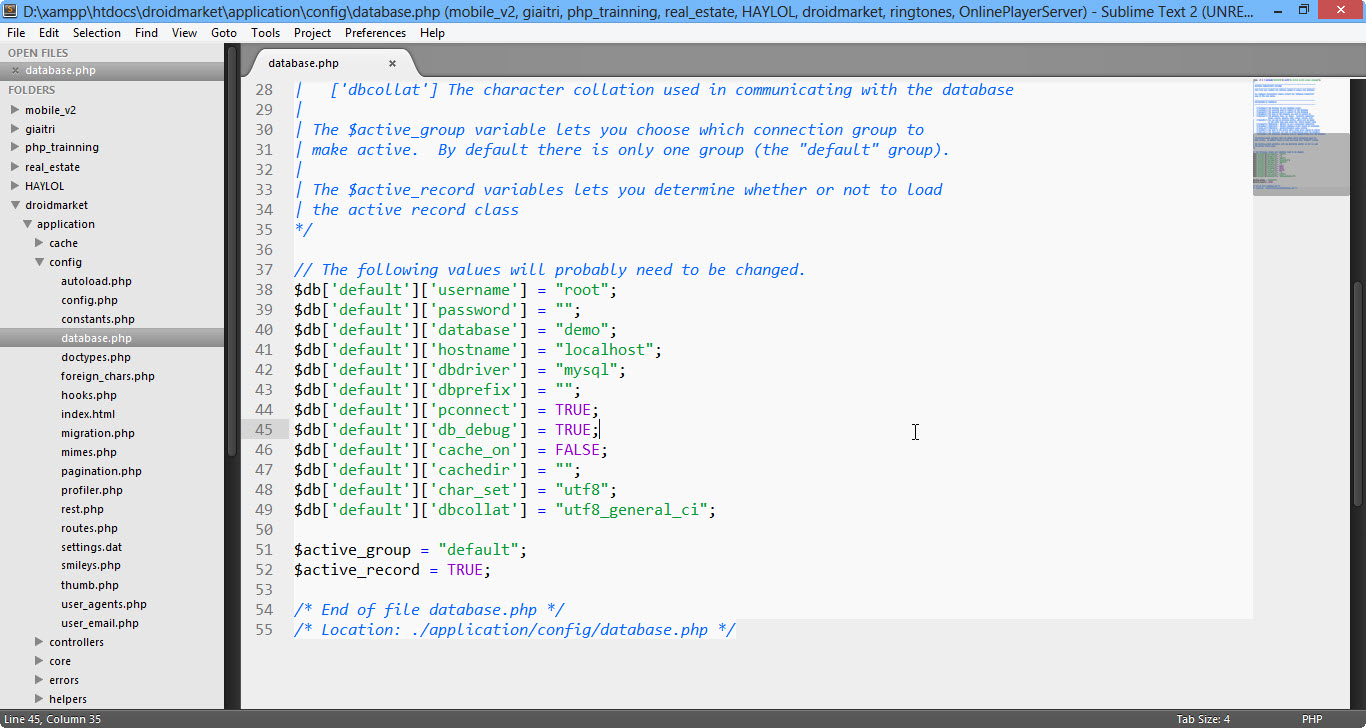 D:\xampp\htdocs\droidmarket\application\config\database.php (mobile_v2, giaitri, php_trainning, real_estate, HAYLOL, droidmarket, ringtones, OnlinePlayerServer) - Sublime Text 2 (UNRE...
File Edit Selection Find View Goto Tools Project Preferences Help
OPEN FILES
database.php
FOLDERS
mobile_v2
giaitri
php_trainning
real_estate
HAYLOL
droidmarket
application
cache
config
autoload.php
config.php
constants.php
database.php
doctypes.php
foreign_chars.php
hooks.php
index.html
migration.php
mimes.php
pagination.php
profiler.php
rest.php
routes.php
settings.dat
smileys.php
thumb.php
user_agents.php
user_email.php
controllers
core
errors
helpers
database.php
28 |   ['dbcollat'] The character collation used in communicating with the database
29 |
30 | The $active_group variable lets you choose which connection group to
31 | make active.  By default there is only one group (the "default" group).
32 |
33 | The $active_record variables lets you determine whether or not to load
34 | the active record class
35 */
36
37 // The following values will probably need to be changed.
38 $db['default']['username'] = "root";
39 $db['default']['password'] = "";
40 $db['default']['database'] = "demo";
41 $db['default']['hostname'] = "localhost";
42 $db['default']['dbdriver'] = "mysql";
43 $db['default']['dbprefix'] = "";
44 $db['default']['pconnect'] = TRUE;
45 $db['default']['db_debug'] = TRUE;
46 $db['default']['cache_on'] = FALSE;
47 $db['default']['cachedir'] = "";
48 $db['default']['char_set'] = "utf8";
49 $db['default']['dbcollat'] = "utf8_general_ci";
50
51 $active_group = "default";
52 $active_record = TRUE;
53
54 /* End of file database.php */
55 /* Location: ./application/config/database.php */
Line 45, Column 35
Tab Size: 4
PHP